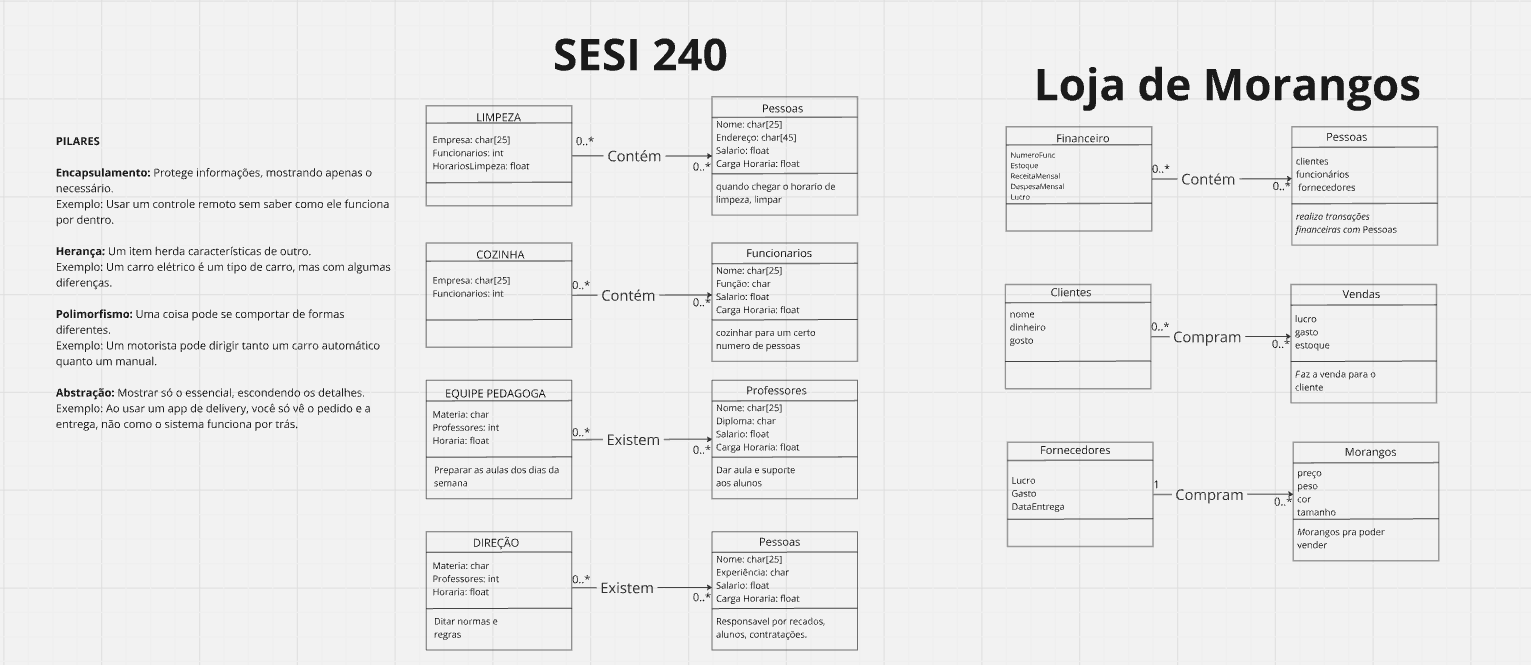 SESI 240
Loja de Morangos
PILARES
Encapsulamento: Protege informações, mostrando apenas o
necessário.
Exemplo: Usar um controle remoto sem saber como ele funciona
por dentro.
Herança: Um item herda características de outro.
Exemplo: Um carro elétrico é um tipo de carro, mas com algumas
diferenças.
Polimorfismo: Uma coisa pode se comportar de formas
diferentes.
Exemplo: Um motorista pode dirigir tanto um carro automático
quanto um manual.
Abstração: Mostrar só o essencial, escondendo os detalhes.
Exemplo: Ao usar um app de delivery, você só vê o pedido e a
entrega, não como o sistema funciona por trás.
LIMPEZA
Empresa: char[25]
Funcionarios: int
HorariosLimpeza: float
0..*
Contém
0..*
Pessoas
Nome: char[25]
Endereço: char[45]
Salario: float
Carga Horaria: float
quando chegar o horario de
limpeza, limpar
COZINHA
Empresa: char[25]
Funcionarios: int
0..*
Contém
0..*
Funcionarios
Nome: char[25]
Função: char
Salario: float
Carga Horaria: float
cozinhar para um certo
numero de pessoas
EQUIPE PEDAGOGA
Materia: char
Professores: int
Horaria: float
Preparar as aulas dos dias da
semana
0..*
Existem
0..*
Professores
Nome: char[25]
Diploma: char
Salario: float
Carga Horaria: float
Dar aula e suporte
aos alunos
DIREÇÃO
Materia: char
Professores: int
Horaria: float
Ditar normas e
regras
0..*
Existem
0..*
Pessoas
Nome: char[25]
Experiência: char
Salario: float
Carga Horaria: float
Responsavel por recados,
alunos, contratações.
Financeiro
NumeroFunc
Estoque
ReceitaMensal
DespesaMensal
Lucro
0..*
Contém
0..*
Pessoas
clientes
funcionários
fornecedores
realiza transações
financeiras com Pessoas
Clientes
nome
dinheiro
gosto
0..*
Compram
0..*
Vendas
lucro
gasto
estoque
Faz a venda para o
cliente
Fornecedores
Lucro
Gasto
DataEntrega
1
Compram
0..*
Morangos
preço
peso
cor
tamanho
Morangos pra poder
vender